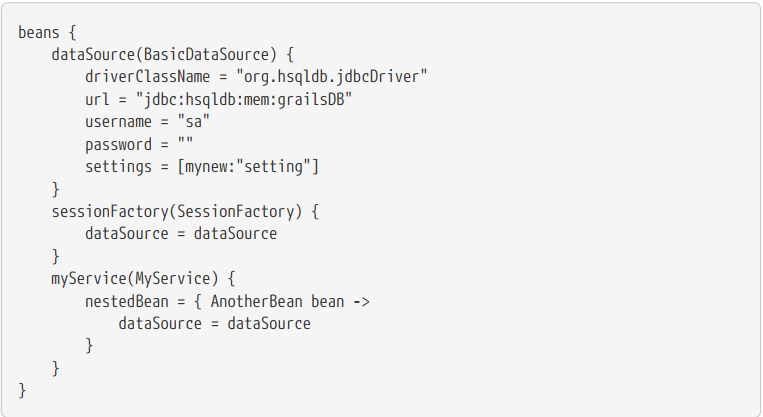 beans {
    dataSource(BasicDataSource) {
        driverClassName = "org.hsqldb.jdbcDriver"
        url = "jdbc:hsqldb:mem:grailsDB"
        username = "sa"
        password = ""
        settings = [mynew:"setting"]
    }
    sessionFactory(SessionFactory) {
        dataSource = dataSource
    }
    myService(MyService) {
        nestedBean = { AnotherBean bean ->
            dataSource = dataSource
        }
    }
}